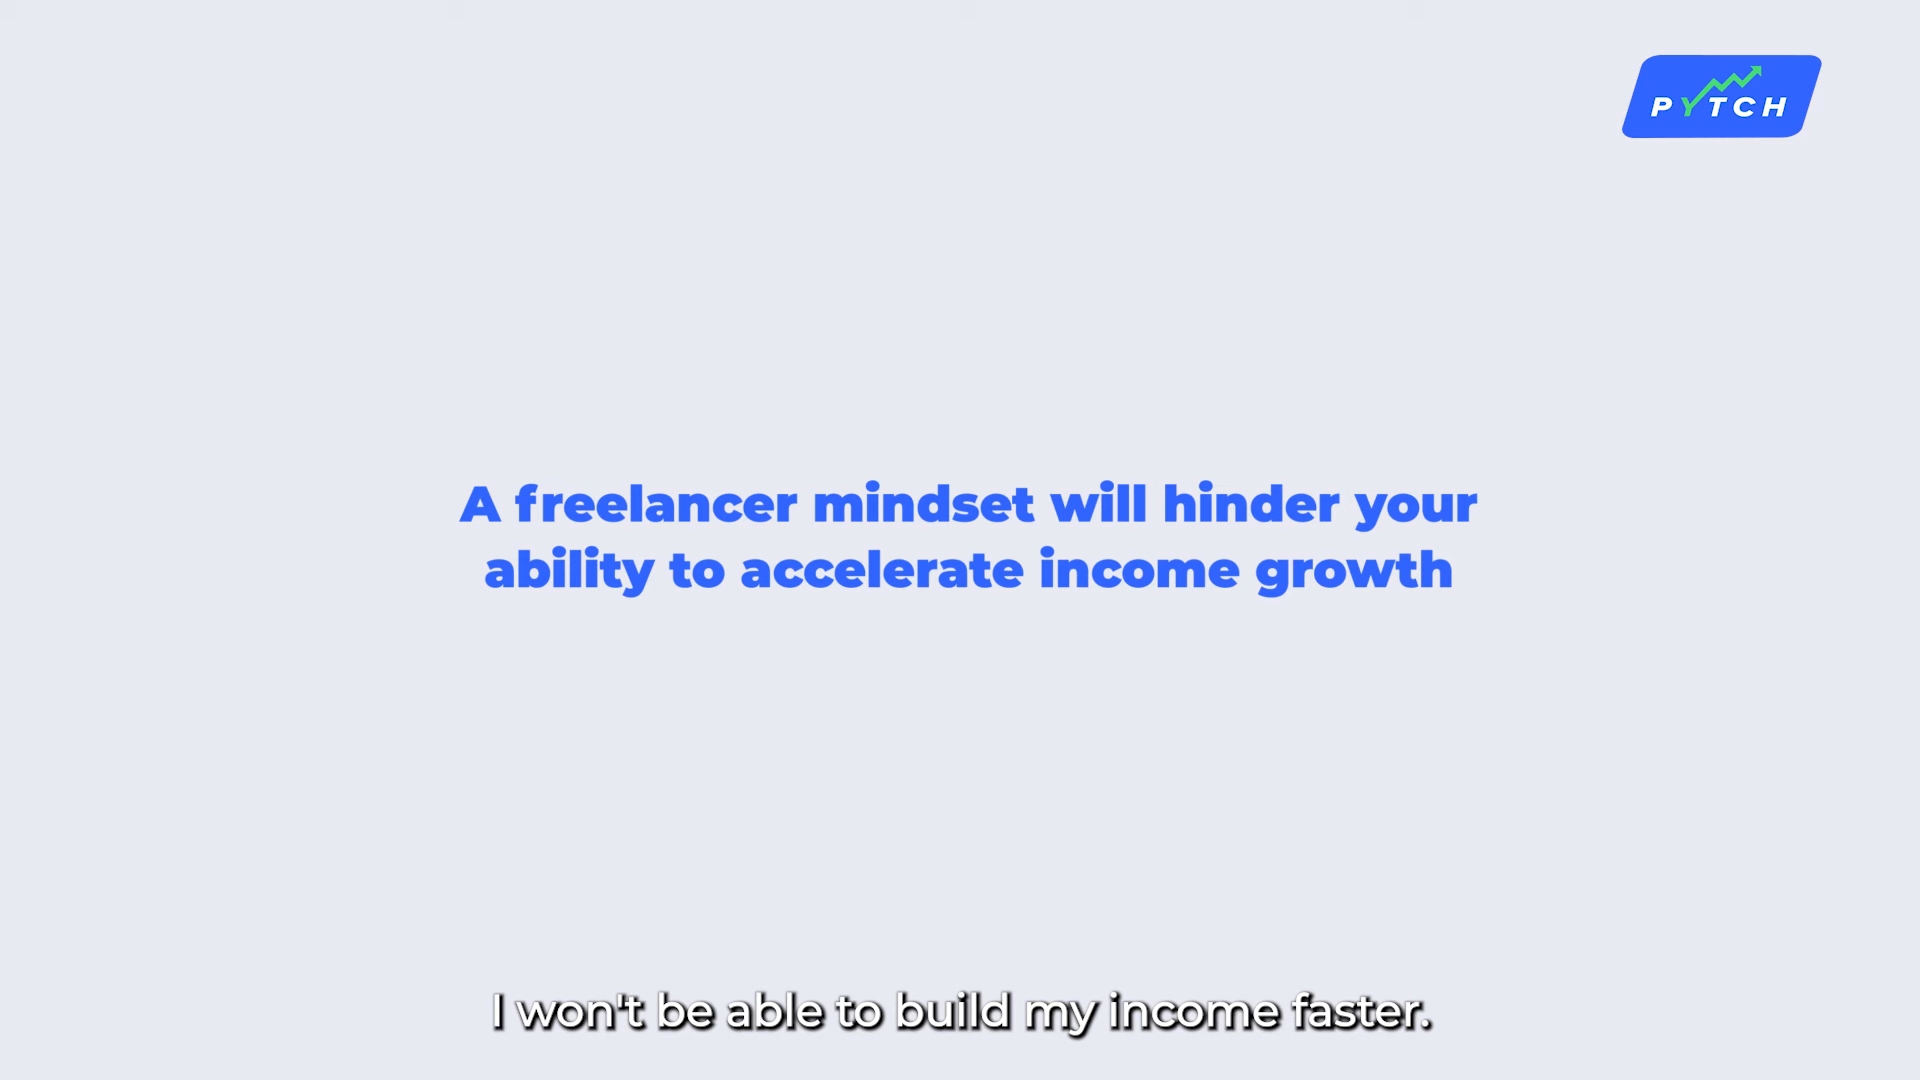 PYTCH
A freelancer mindset will hinder your
ability to accelerate income growth
I won't be able to build my income faster.